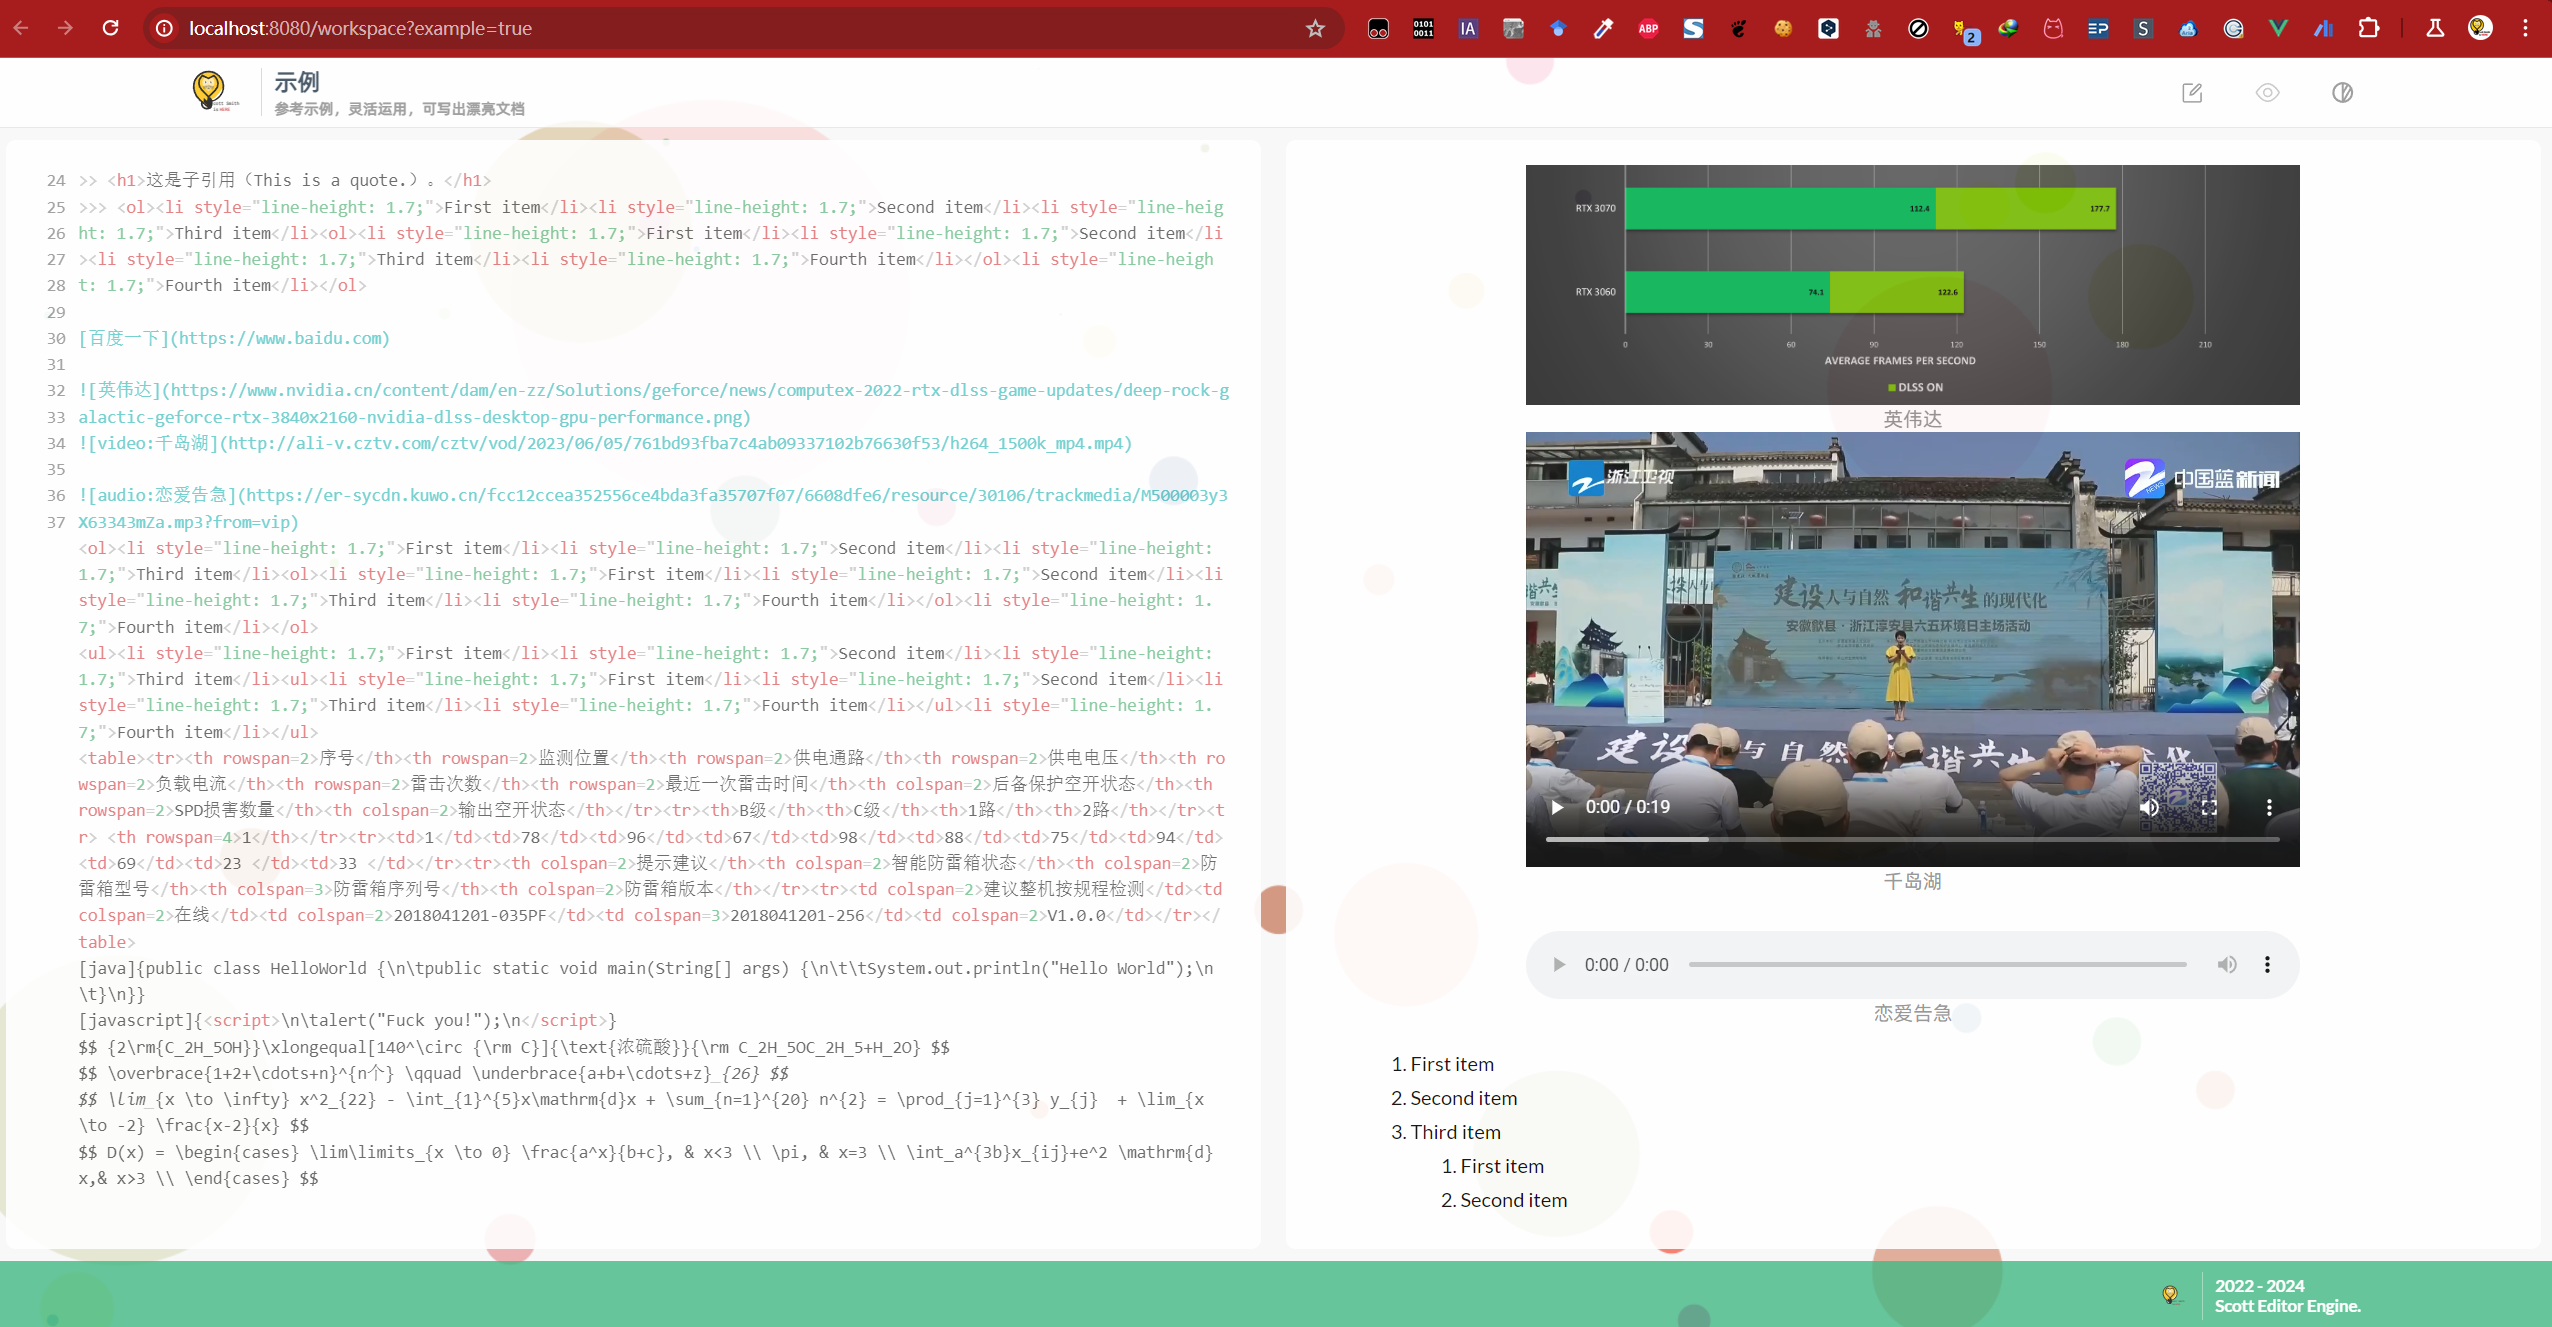 localhost:8080/workspace?example=true
0101
0011
IA
ABP
2
EP
S
示例
参考示例，灵活运用，可写出漂亮文档
24 >> <h1>这是子引用（This is a quote.）。</h1>
25 >>> <ol><li style="line-height: 1.7;">First item</li><li style="line-height: 1.7;">Second item</li><li style="line-heig
26 ht: 1.7;">Third item</li><ol><li style="line-height: 1.7;">First item</li><li style="line-height: 1.7;">Second item</li
27 ><li style="line-height: 1.7;">Third item</li><li style="line-height: 1.7;">Fourth item</li></ol><li style="line-heigh
28 t: 1.7;">Fourth item</li></ol>
29
30 [百度一下](https://www.baidu.com)
31
32 ![英伟达](https://www.nvidia.cn/content/dam/en-zz/Solutions/geforce/news/computex-2022-rtx-dlss-game-updates/deep-rock-g
33 alactic-geforce-rtx-3840x2160-nvidia-dlss-desktop-gpu-performance.png)
34 ![video:千岛湖](http://ali-v.cztv.com/cztv/vod/2023/06/05/761bd93fba7c4ab09337102b76630f53/h264_1500k_mp4.mp4)
35
36 ![audio:恋爱告急](https://er-sycdn.kuwo.cn/fcc12ccea352556ce4bda3fa35707f07/6608dfe6/resource/30106/trackmedia/M500003y3
37 X63343mZa.mp3?from=vip)
<ol><li style="line-height: 1.7;">First item</li><li style="line-height: 1.7;">Second item</li><li style="line-height:
1.7;">Third item</li><ol><li style="line-height: 1.7;">First item</li><li style="line-height: 1.7;">Second item</li><li
style="line-height: 1.7;">Third item</li><li style="line-height: 1.7;">Fourth item</li></ol><li style="line-height: 1.
7;">Fourth item</li></ol>
<ul><li style="line-height: 1.7;">First item</li><li style="line-height: 1.7;">Second item</li><li style="line-height:
1.7;">Third item</li><ul><li style="line-height: 1.7;">First item</li><li style="line-height: 1.7;">Second item</li><li
style="line-height: 1.7;">Third item</li><li style="line-height: 1.7;">Fourth item</li></ul><li style="line-height: 1.
7;">Fourth item</li></ul>
<table><tr><th rowspan=2>序号</th><th rowspan=2>监测位置</th><th rowspan=2>供电通路</th><th rowspan=2>供电电压</th><th ro
wspan=2>负载电流</th><th rowspan=2>雷击次数</th><th rowspan=2>最近一次雷击时间</th><th colspan=2>后备保护空开状态</th><th
rowspan=2>SPD损害数量</th><th colspan=2>输出空开状态</th></tr><tr><th>B级</th><th>C级</th><th>1路</th><th>2路</th></tr><t
r> <th rowspan=4>1</th></tr><tr><td>1</td><td>78</td><td>96</td><td>67</td><td>98</td><td>88</td><td>75</td><td>94</td>
<td>69</td><td>23 </td><td>33 </td></tr><tr><th colspan=2>提示建议</th><th colspan=2>智能防雷箱状态</th><th colspan=2>防
雷箱型号</th><th colspan=3>防雷箱序列号</th><th colspan=2>防雷箱版本</th></tr><tr><td colspan=2>建议整机按规程检测</td><td
colspan=2>在线</td><td colspan=2>2018041201-035PF</td><td colspan=3>2018041201-256</td><td colspan=2>V1.0.0</td></tr></
table>
[java]{public class HelloWorld {\n\tpublic static void main(String[] args) {\n\t\tSystem.out.println("Hello World");\n
\t}\n}}
[javascript]{<script>\n\talert("Fuck you!");\n</script>}
$$ {2\rm{C_2H_5OH}}\xlongequal[140^\circ {\rm C}]{\text{浓硫酸}}{\rm C_2H_5OC_2H_5+H_2O} $$
$$ \overbrace{1+2+\cdots+n}^{n个} \qquad \underbrace{a+b+\cdots+z}_{26} $$
$$ \lim_{x \to \infty} x^2_{22} - \int_{1}^{5}x\mathrm{d}x + \sum_{n=1}^{20} n^{2} = \prod_{j=1}^{3} y_{j}  + \lim_{x
\to -2} \frac{x-2}{x} $$
$$ D(x) = \begin{cases} \lim\limits_{x \to 0} \frac{a^x}{b+c}, & x<3 \\ \pi, & x=3 \\ \int_a^{3b}x_{ij}+e^2 \mathrm{d}
x,& x>3 \\ \end{cases} $$
RTX 3070 112.4 177.7
RTX 3060 74.1 122.6
0 30 60 90 120 150 180 210
AVERAGE FRAMES PER SECOND
DLSS ON
英伟达
浙江卫视
中国蓝新闻
NEWS
建设人与自然 和谐共生 的现代化
安徽歙县·浙江淳安县六五环境日主场活动
建设 与自然 谐共生
0:00 / 0:19
千岛湖
0:00 / 0:00
恋爱告急
1. First item
2. Second item
3. Third item
1. First item
2. Second item
2022 - 2024
Scott Editor Engine.